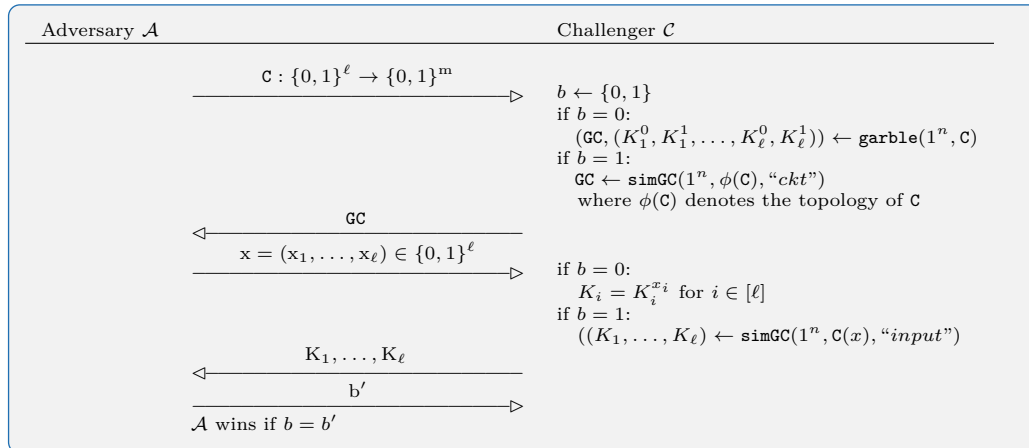 Adversary 𝒜 Challenger 𝒞
C : {0, 1}^ℓ → {0, 1}^m
b ← {0, 1}
if b = 0:
(GC, (K_1^0, K_1^1, . . . , K_ℓ^0, K_ℓ^1)) ← garble(1^n, C)
if b = 1:
GC ← simGC(1^n, ϕ(C), “ckt”)
where ϕ(C) denotes the topology of C
GC
x = (x_1, . . . , x_ℓ) ∈ {0, 1}^ℓ
if b = 0:
K_i = K_i^{x_i} for i ∈ [ℓ]
if b = 1:
((K_1, . . . , K_ℓ) ← simGC(1^n, C(x), “input”)
K_1, . . . , K_ℓ
b′
𝒜 wins if b = b′